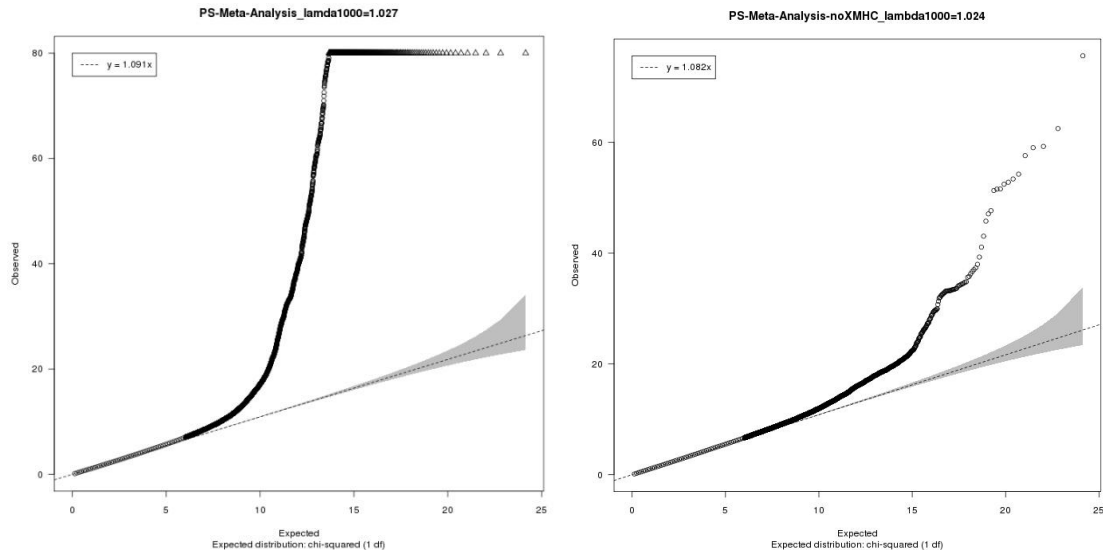 PS-Meta-Analysis_lamda1000=1.027
y = 1.091x
80
60
40
20
0
Observed
0 5 10 15 20 25
Expected
Expected distribution: chi-squared (1 df)
PS-Meta-Analysis-noXMHC_lambda1000=1.024
y = 1.082x
60
40
20
0
Observed
0 5 10 15 20 25
Expected
Expected distribution: chi-squared (1 df)